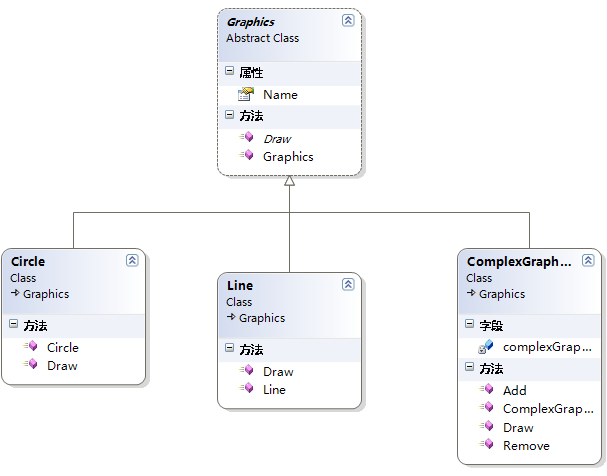 Graphics
Abstract Class
属性
Name
方法
Draw
Graphics
Circle
Class
Graphics
方法
Circle
Draw
Line
Class
Graphics
方法
Draw
Line
ComplexGraph...
Class
Graphics
字段
complexGrap...
方法
Add
ComplexGrap...
Draw
Remove